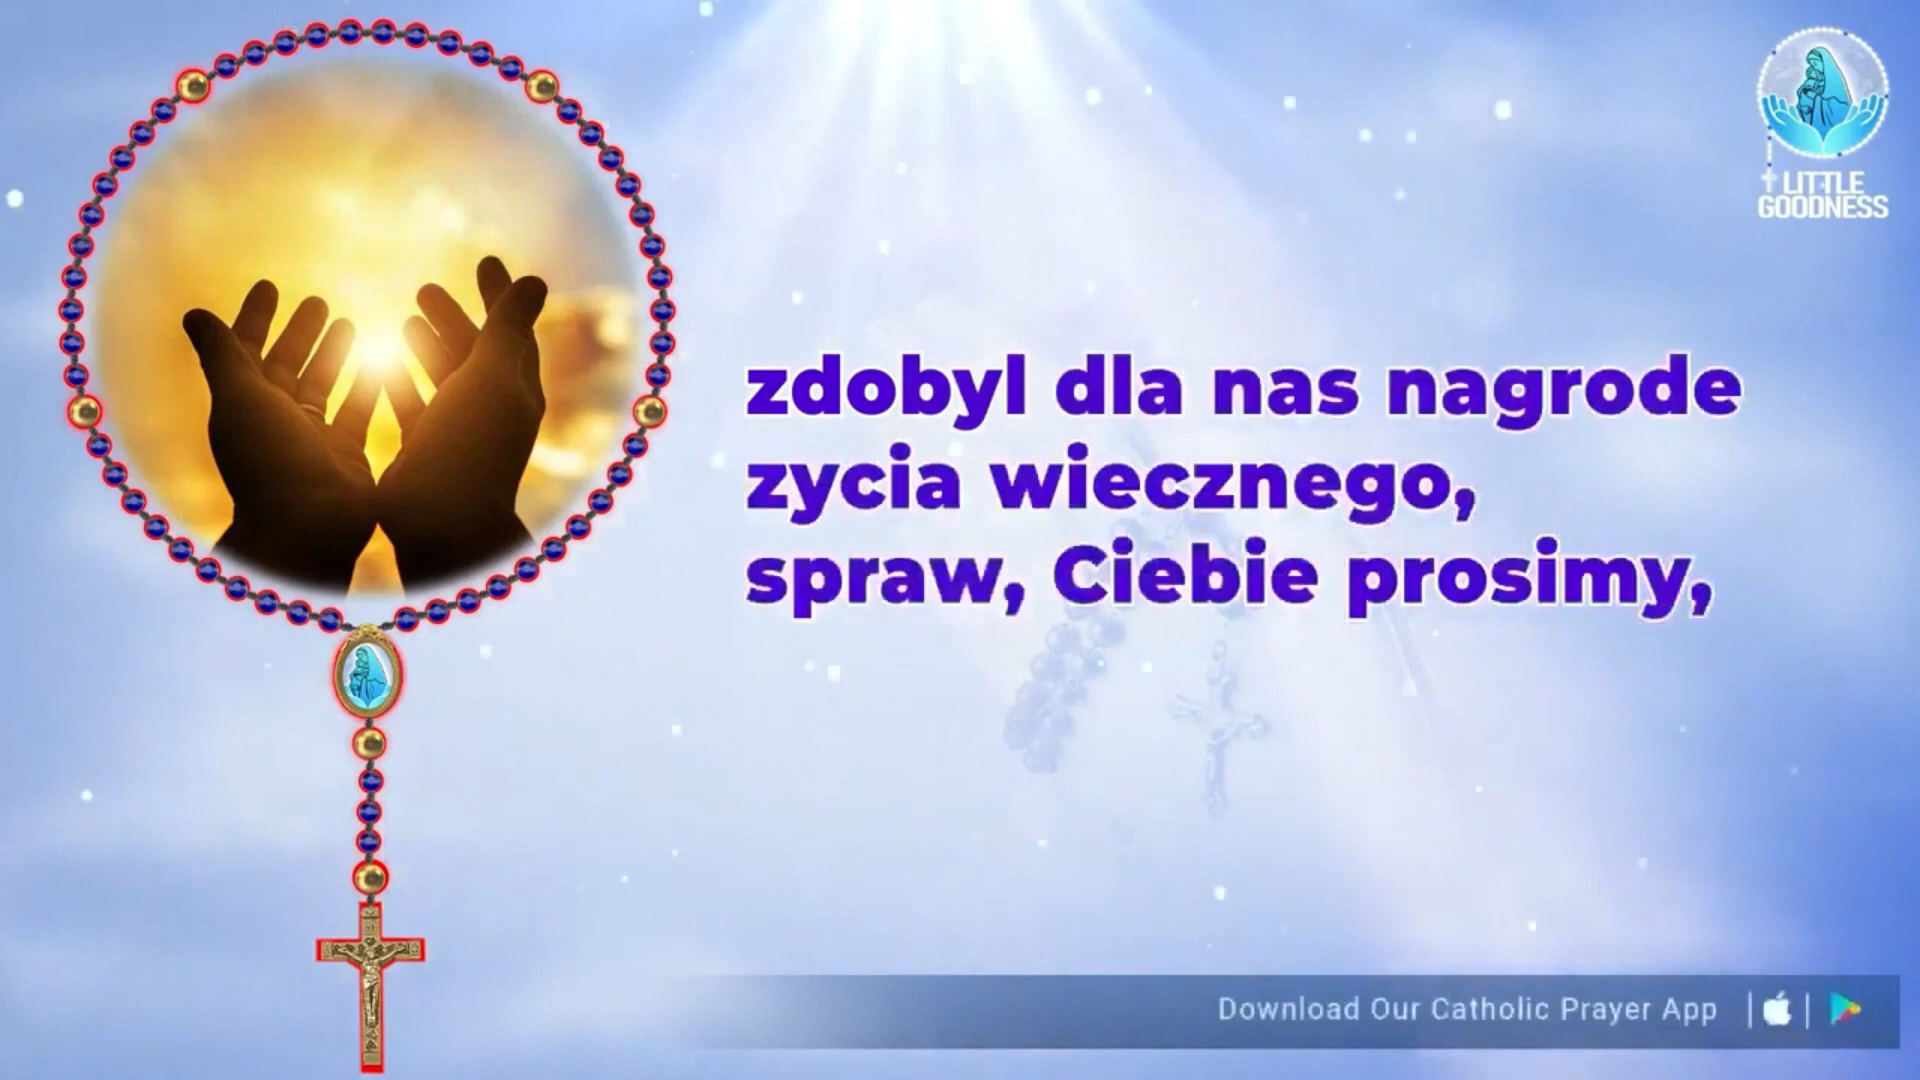 LITTLE
GOODNESS
zdobyl dla nas nagrode
zycia wiecznego,
spraw, Ciebie prosimy,
Download Our Catholic Prayer App